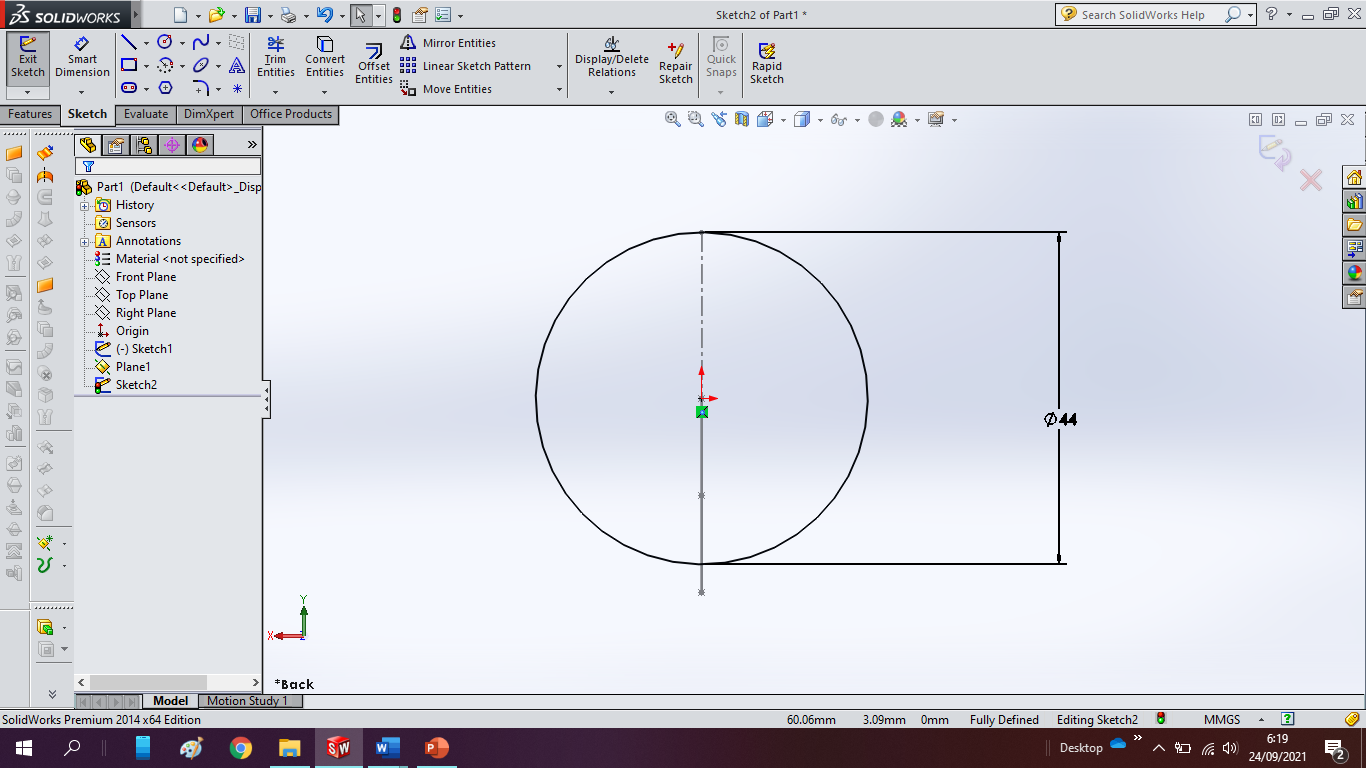 SOLIDWORKS
Sketch2 of Part1 *
Search SolidWorks Help
Exit Sketch
Smart Dimension
Trim Entities
Convert Entities
Offset Entities
Mirror Entities
Linear Sketch Pattern
Move Entities
Display/Delete Relations
Repair Sketch
Quick Snaps
Rapid Sketch
Features
Sketch
Evaluate
DimXpert
Office Products
Part1 (Default<<Default>_Disp
History
Sensors
A Annotations
Material <not specified>
Front Plane
Top Plane
Right Plane
Origin
(-) Sketch1
Plane1
Sketch2
∅44
Y
X
Z
*Back
Model
Motion Study 1
SolidWorks Premium 2014 x64 Edition
60.06mm
3.09mm
0mm
Fully Defined
Editing Sketch2
MMGS
SW
W
P
Desktop
6:19
24/09/2021
2